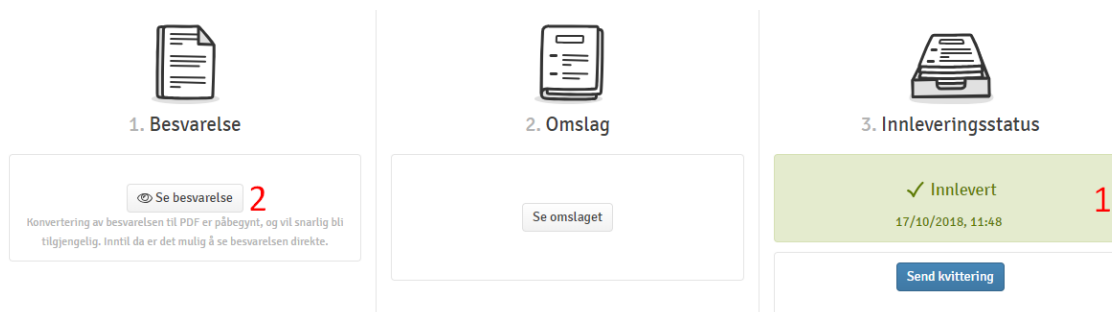 1. Besvarelse
Se besvarelse 2
Konvertering av besvarelsen til PDF er påbegynt, og vil snarlig bli
tilgjengelig. Inntil da er det mulig å se besvarelsen direkte.
2. Omslag
Se omslaget
3. Innleveringsstatus
Innlevert
1
17/10/2018, 11:48
Send kvittering